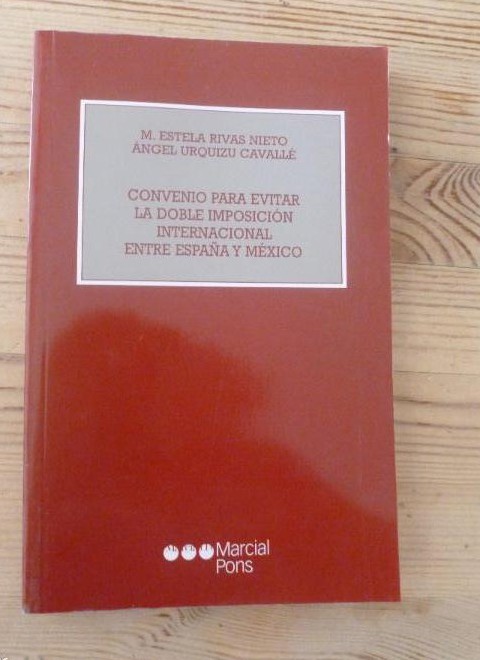 M. ESTELA RIVAS NIETO
ÁNGEL URQUIZU CAVALLÉ
CONVENIO PARA EVITAR
LA DOBLE IMPOSICIÓN
INTERNACIONAL
ENTRE ESPAÑA Y MÉXICO
Marcial
Pons